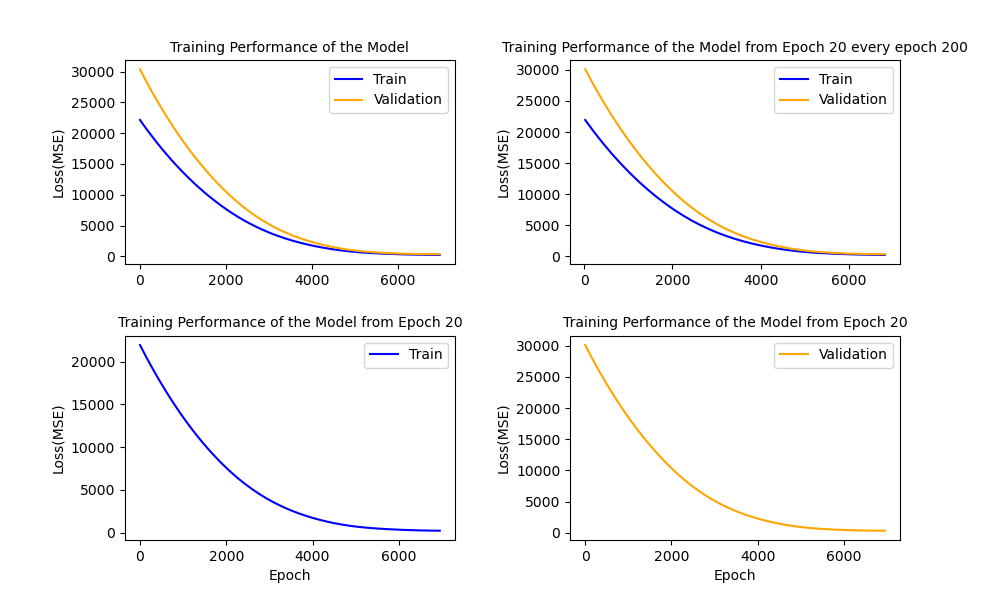 Training Performance of the Model
30000
25000
20000
15000
10000
5000
0
Loss(MSE)
0 2000 4000 6000
Train
Validation
Training Performance of the Model from Epoch 20 every epoch 200
30000
25000
20000
15000
10000
5000
0
Loss(MSE)
0 2000 4000 6000
Train
Validation
Training Performance of the Model from Epoch 20
20000
15000
10000
5000
0
Loss(MSE)
0 2000 4000 6000
Epoch
Train
Training Performance of the Model from Epoch 20
30000
25000
20000
15000
10000
5000
0
Loss(MSE)
0 2000 4000 6000
Epoch
Validation